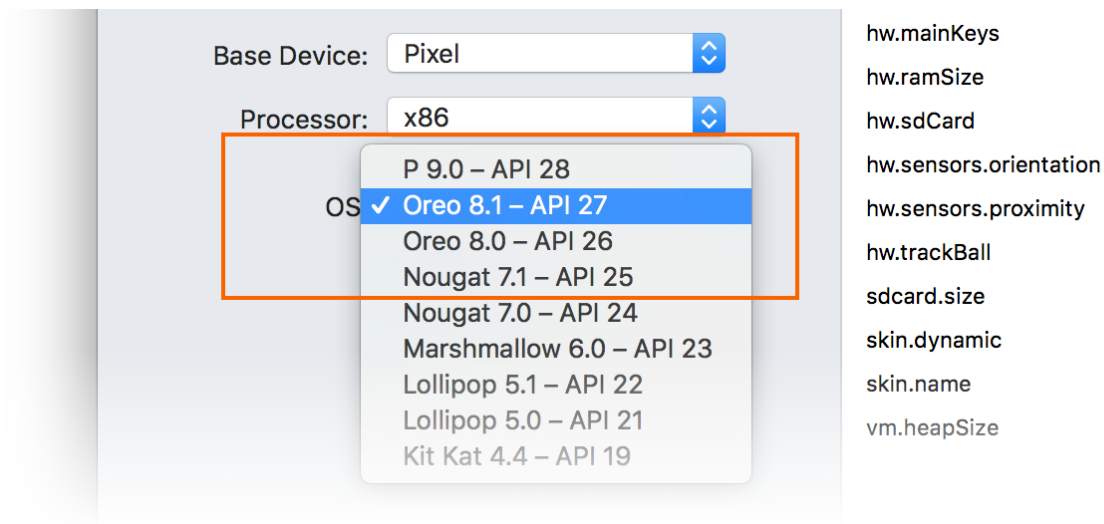 Base Device: Pixel
Processor: x86
OS
P 9.0 – API 28
✓ Oreo 8.1 – API 27
Oreo 8.0 – API 26
Nougat 7.1 – API 25
Nougat 7.0 – API 24
Marshmallow 6.0 – API 23
Lollipop 5.1 – API 22
Lollipop 5.0 – API 21
Kit Kat 4.4 – API 19
hw.mainKeys
hw.ramSize
hw.sdCard
hw.sensors.orientation
hw.sensors.proximity
hw.trackBall
sdcard.size
skin.dynamic
skin.name
vm.heapSize